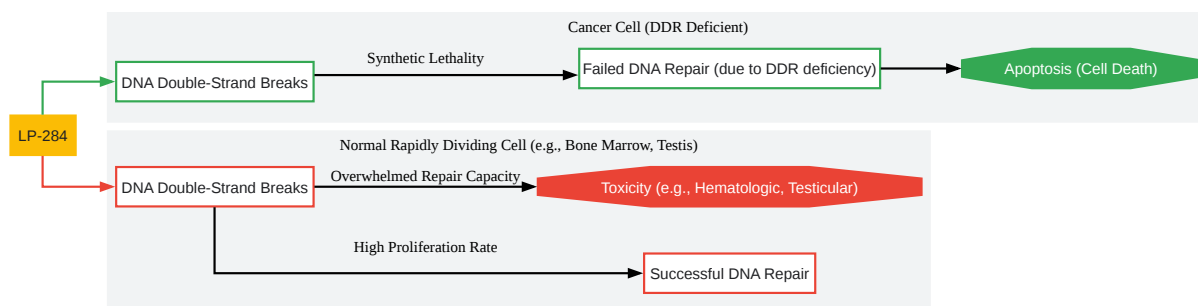 Cancer Cell (DDR Deficient)
Synthetic Lethality
DNA Double-Strand Breaks
Failed DNA Repair (due to DDR deficiency)
Apoptosis (Cell Death)
LP-284
Normal Rapidly Dividing Cell (e.g., Bone Marrow, Testis)
Overwhelmed Repair Capacity
DNA Double-Strand Breaks
Toxicity (e.g., Hematologic, Testicular)
High Proliferation Rate
Successful DNA Repair